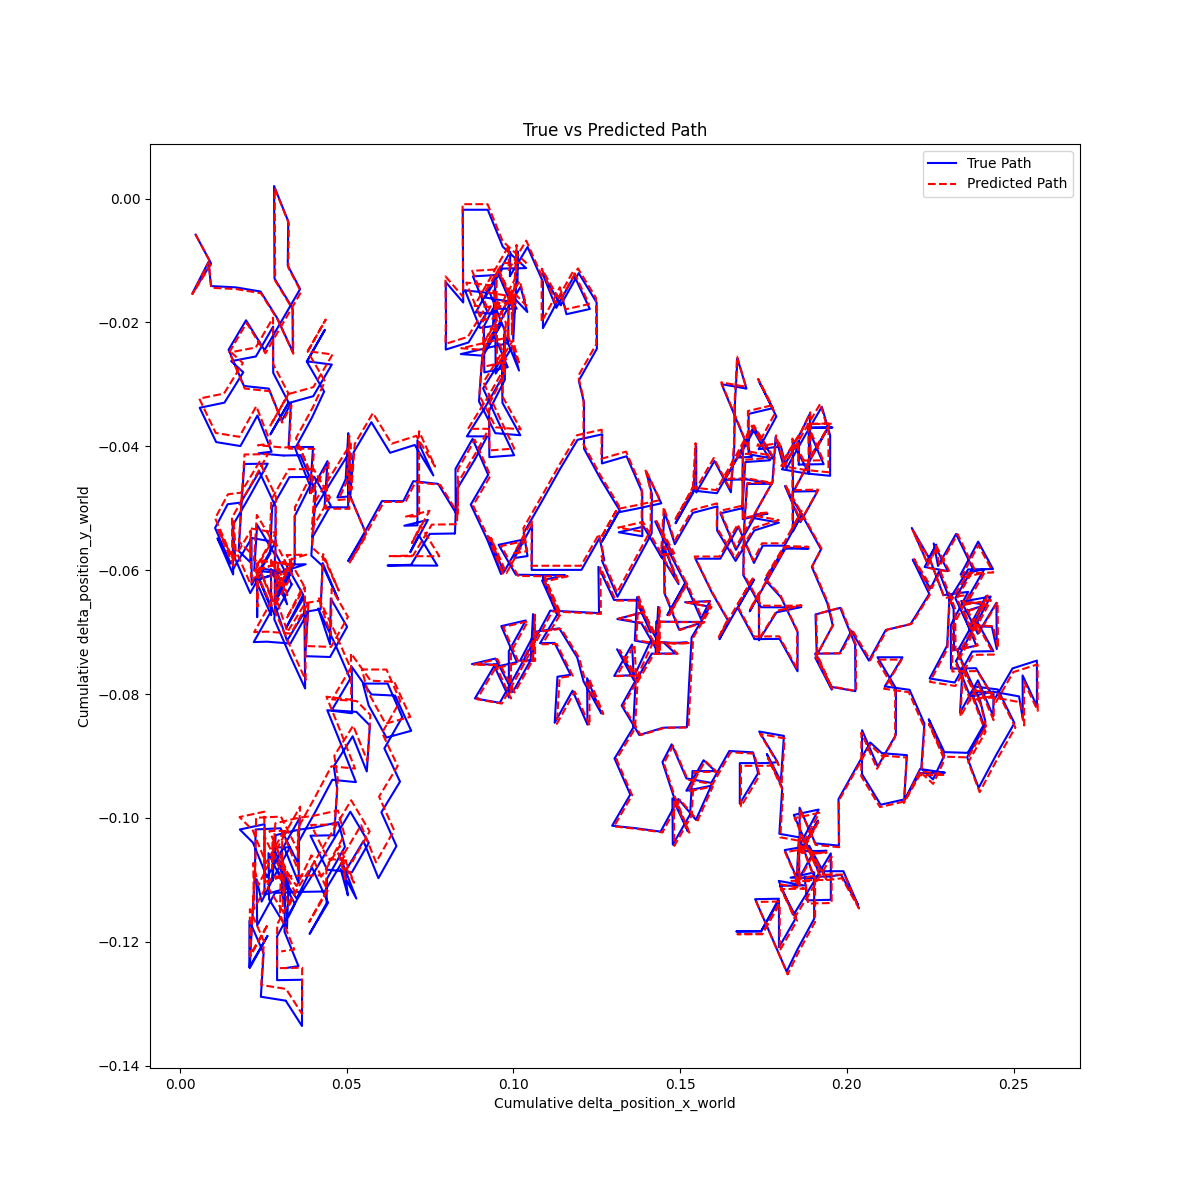 True vs Predicted Path
True Path
Predicted Path
0.00
−0.02
−0.04
−0.06
−0.08
−0.10
−0.12
−0.14
Cumulative delta_position_y_world
0.00 0.05 0.10 0.15 0.20 0.25
Cumulative delta_position_x_world